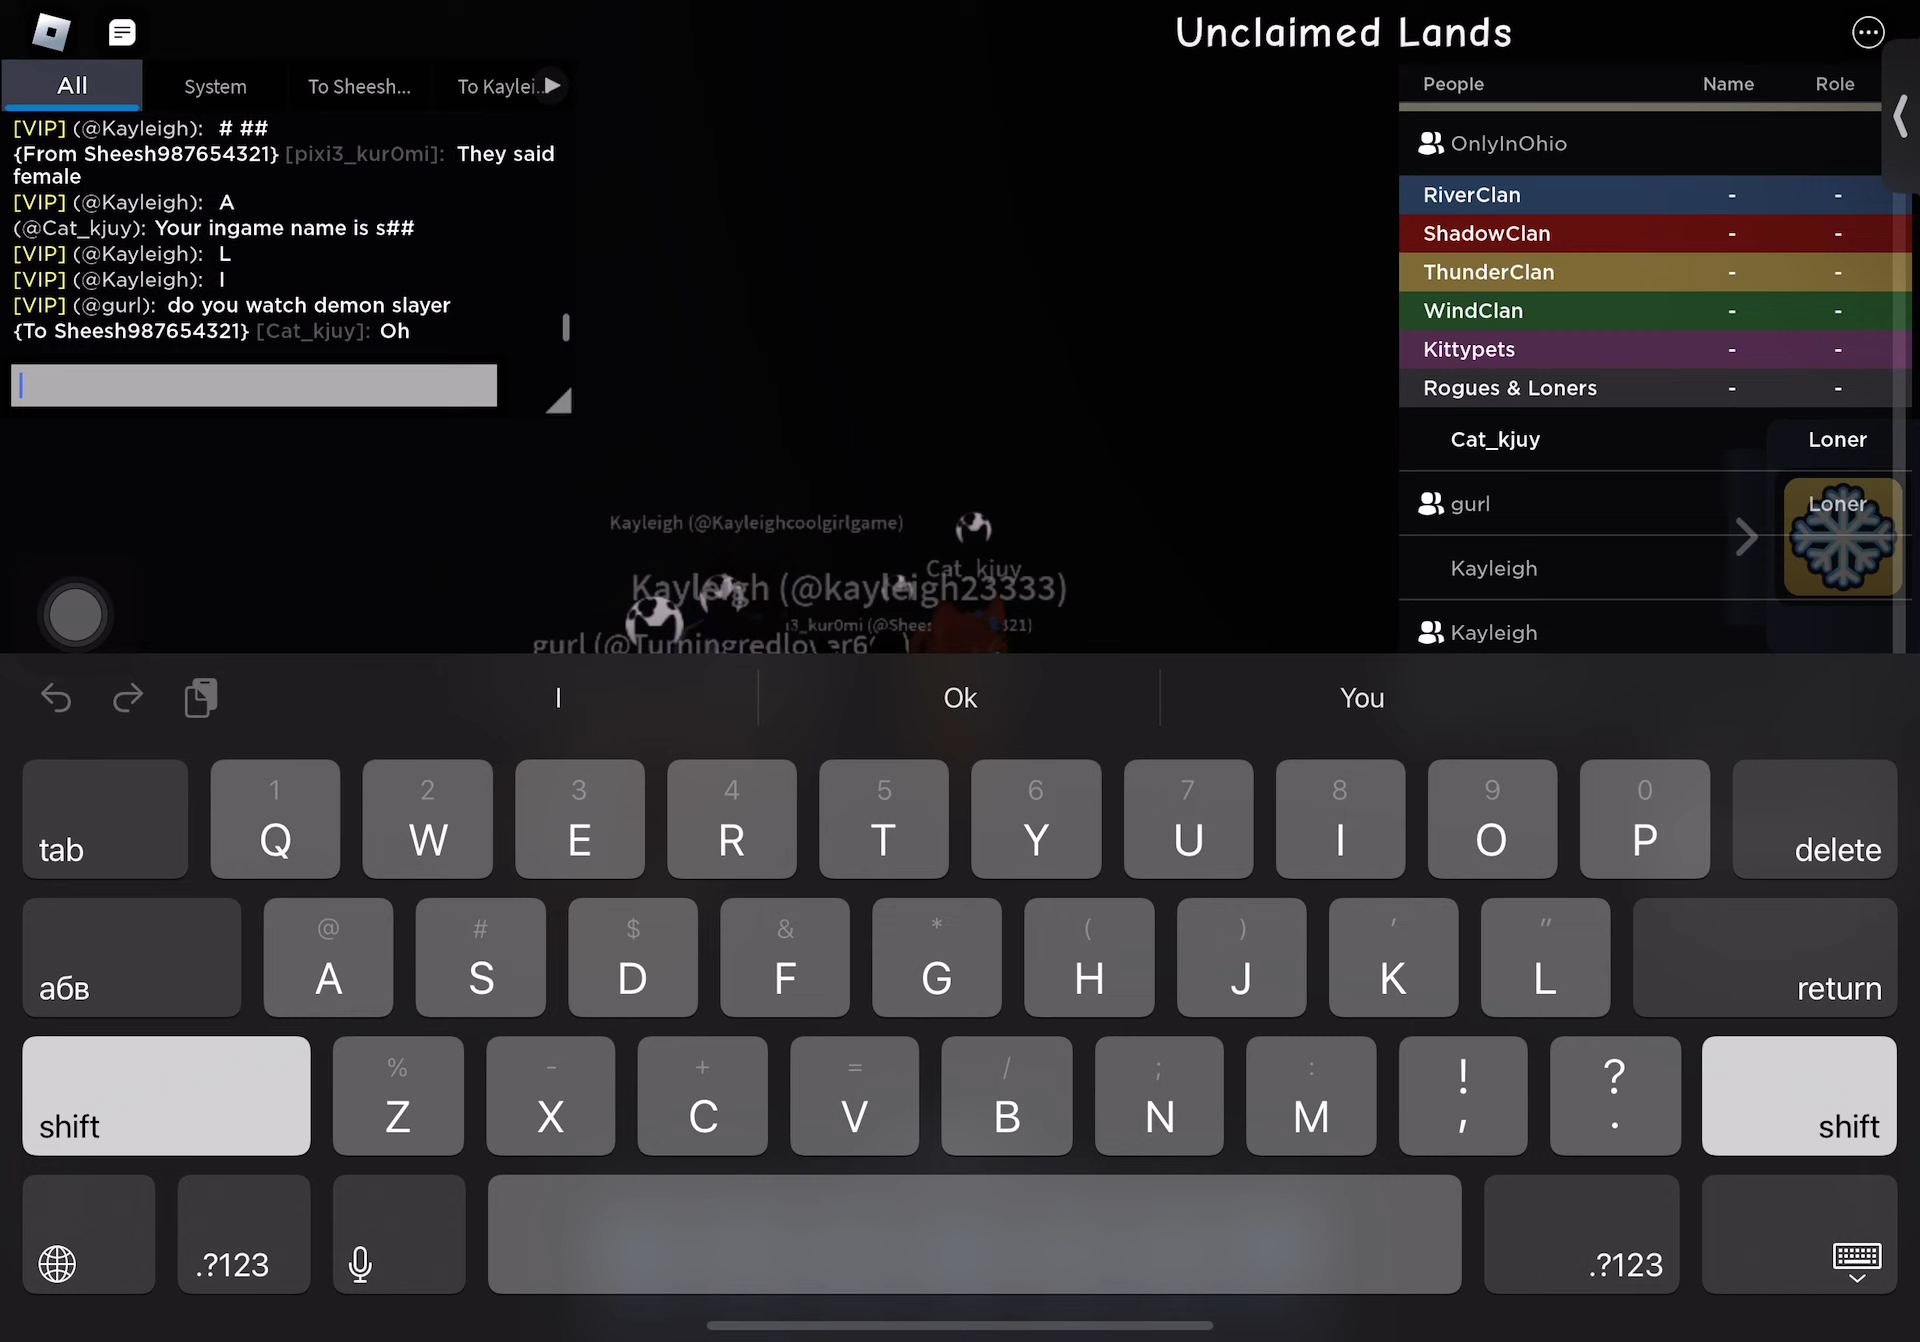 Unclaimed Lands
All System To Sheesh... To Kaylei..
[VIP] (@Kayleigh): # ##
{From Sheesh987654321} [pixi3_kur0mi]: They said
female
[VIP] (@Kayleigh): A
(@Cat_kjuy): Your ingame name is s##
[VIP] (@Kayleigh): L
[VIP] (@Kayleigh): I
[VIP] (@gurl): do you watch demon slayer
{To Sheesh987654321} [Cat_kjuy]: Oh
People Name Role
OnlyInOhio
RiverClan - -
ShadowClan - -
ThunderClan - -
WindClan - -
Kittypets - -
Rogues & Loners - -
Cat_kjuy Loner
gurl Loner
Kayleigh
Kayleigh
Kayleigh (@Kayleighcoolgirlgame)
Cat_kjuy
Kayleigh (@kayleigh23333)
I Ok You
1 2 3 4 5 6 7 8 9 0
tab Q W E R T Y U I O P delete
@ # $ & * ( ) ' "
абв A S D F G H J K L return
% - + = / ; : ! ?
shift Z X C V B N M , . shift
.?123 .?123